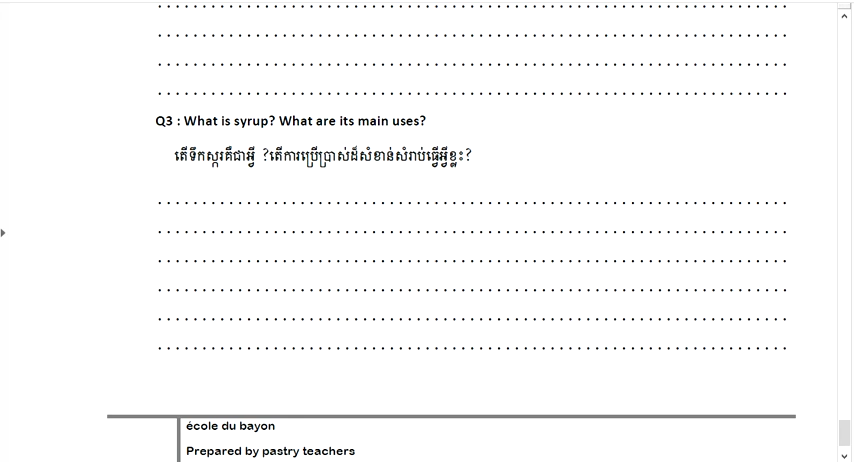 Q3 : What is syrup? What are its main uses?
តើទឹកស្ករគឺជាអ្វី ?តើការប្រើប្រាស់ដ៏សំខាន់សំរាប់ធ្វើអ្វីខ្លះ?
école du bayon
Prepared by pastry teachers